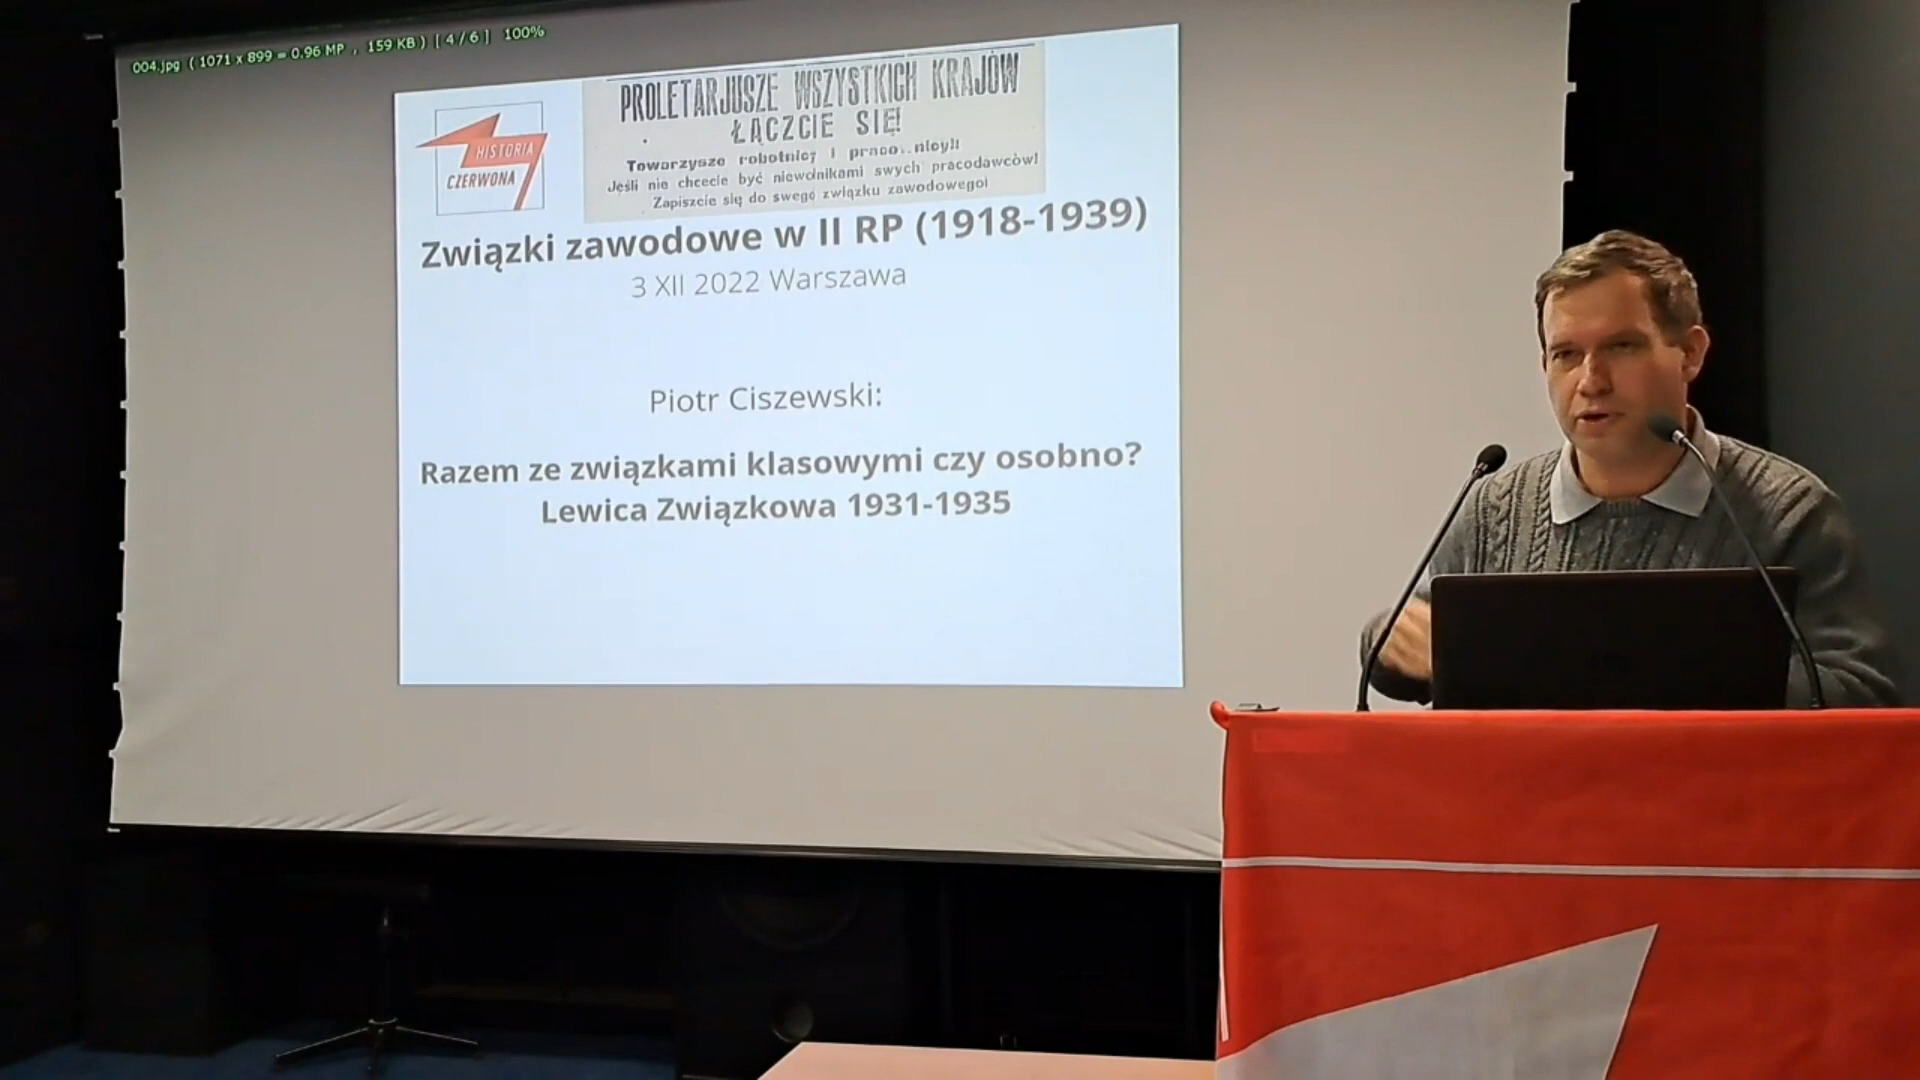 004.jpg ( 1071 x 899 = 0.96 MP , 159 KB ) [ 4 / 6 ] 100%
PROLETARJUSZE WSZYSTKICH KRAJÓW
ŁĄCZCIE SIĘ!
Towarzysze robotnicy i praco..nicy!!
Jeśli nie chcecie być niewolnikami swych pracodawców!
Zapiszcie się do swego związku zawodowego!
HISTORIA
CZERWONA
Związki zawodowe w II RP (1918-1939)
3 XII 2022 Warszawa
Piotr Ciszewski:
Razem ze związkami klasowymi czy osobno?
Lewica Związkowa 1931-1935